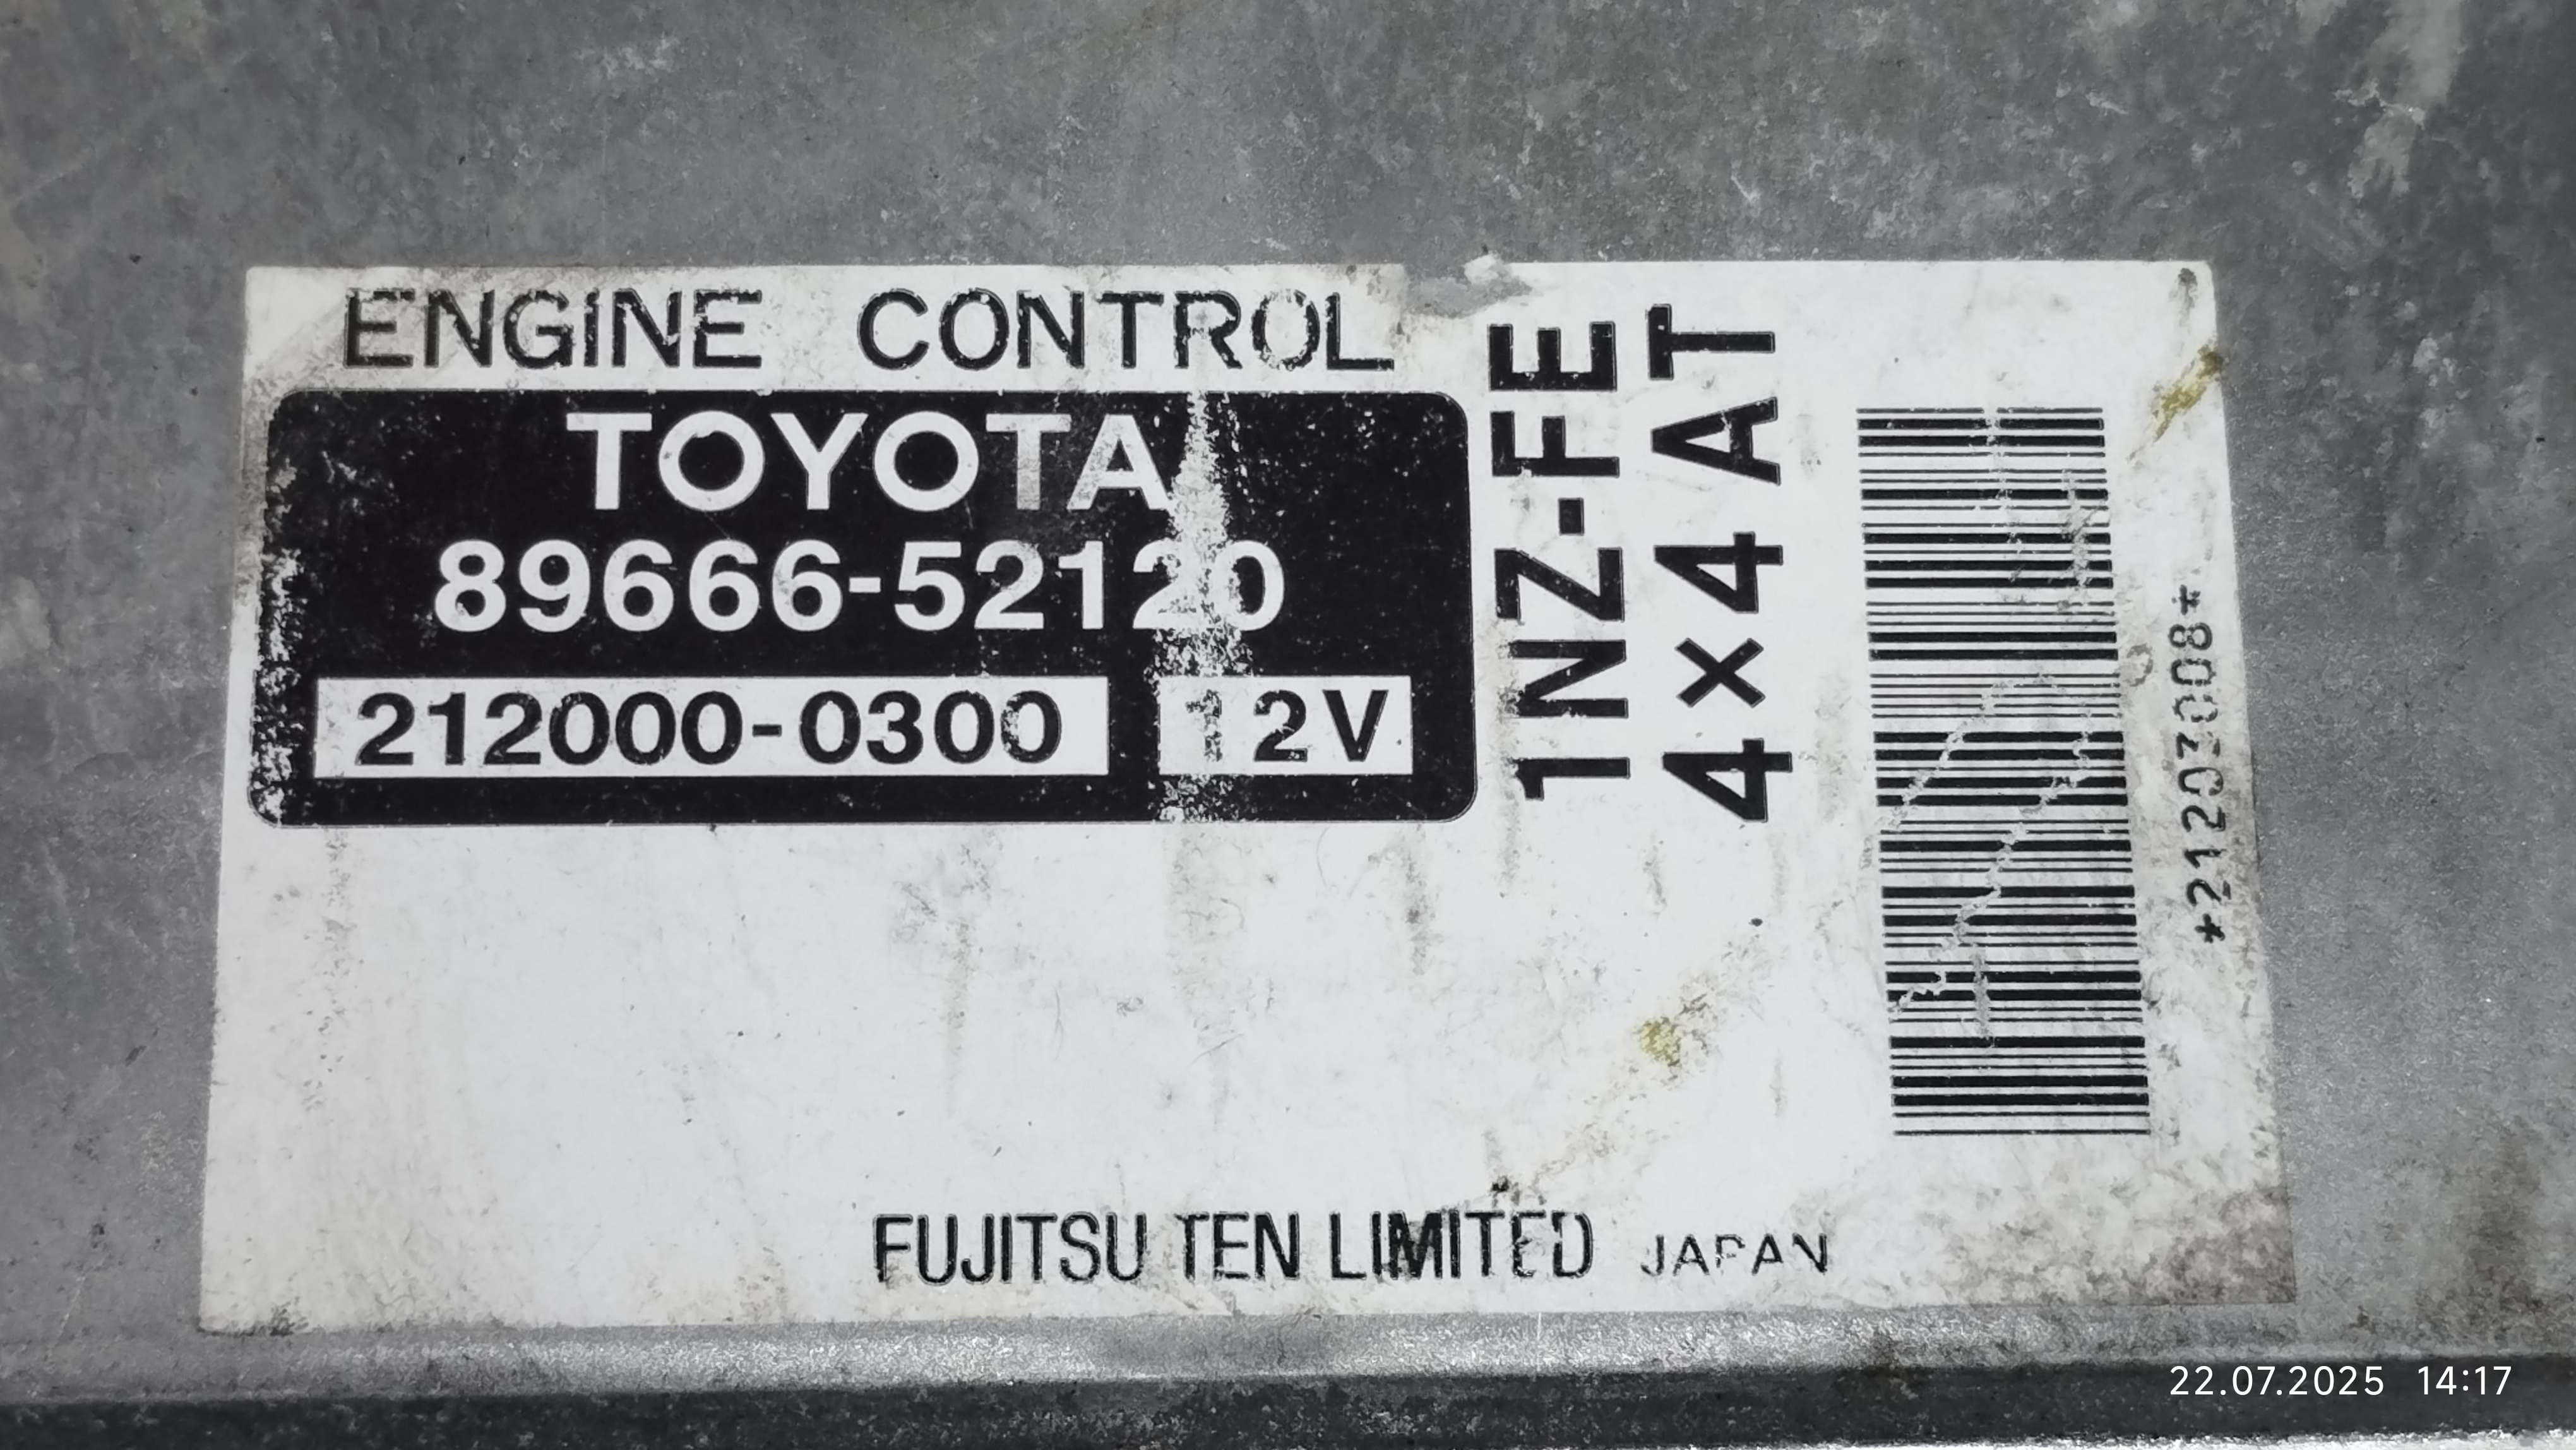 ENGINE CONTROL
TOYOTA
89666-52120
212000-0300 12V
1NZ-FE
4×4 AT
*21203008*
FUJITSU TEN LIMITED JAPAN
22.07.2025 14:17